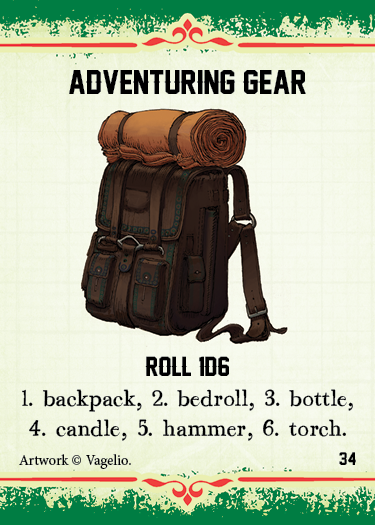 ADVENTURING GEAR
ROLL 1D6
1. backpack, 2. bedroll, 3. bottle,
4. candle, 5. hammer, 6. torch.
Artwork © Vagelio.
34